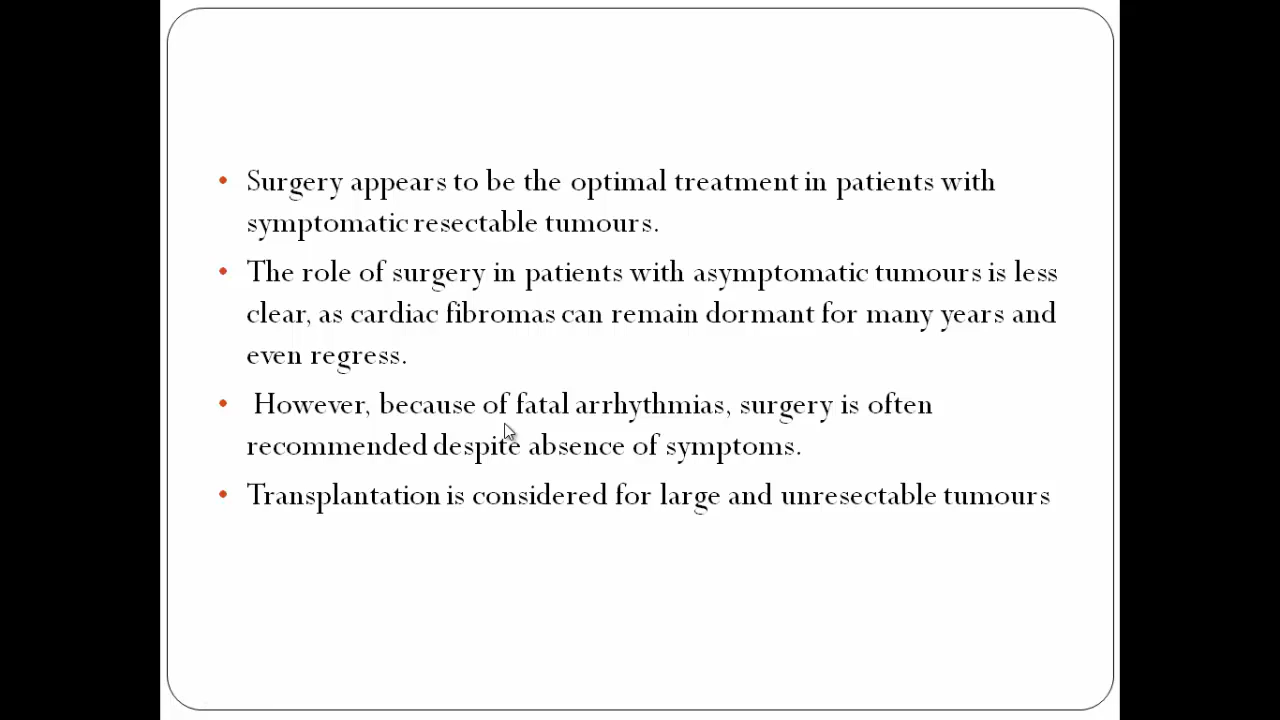 • Surgery appears to be the optimal treatment in patients with
symptomatic resectable tumours.
• The role of surgery in patients with asymptomatic tumours is less
clear, as cardiac fibromas can remain dormant for many years and
even regress.
• However, because of fatal arrhythmias, surgery is often
recommended despite absence of symptoms.
• Transplantation is considered for large and unresectable tumours